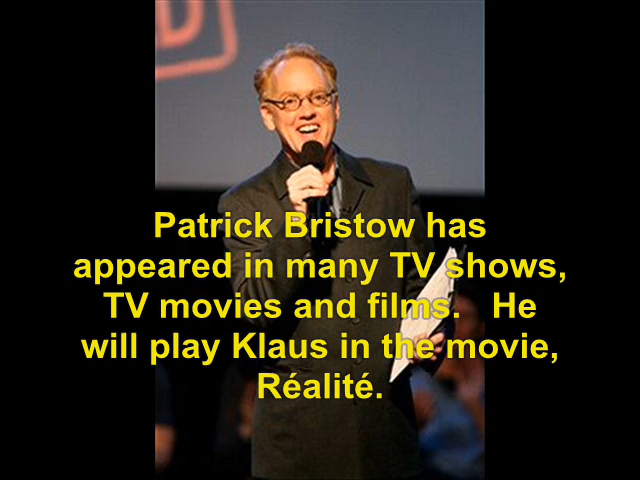 Patrick Bristow has
appeared in many TV shows,
TV movies and films.   He
will play Klaus in the movie,
Réalité.